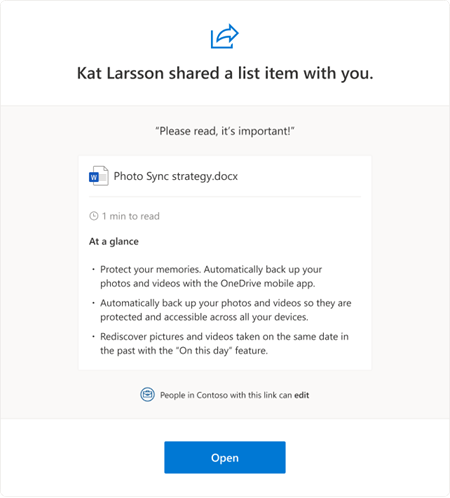 Kat Larsson shared a list item with you.
“Please read, it’s important!”
W
Photo Sync strategy.docx
1 min to read
At a glance
• Protect your memories. Automatically back up your
photos and videos with the OneDrive mobile app.
• Automatically back up your photos and videos so they are
protected and accessible across all your devices.
• Rediscover pictures and videos taken on the same date in
the past with the “On this day” feature.
People in Contoso with this link can edit
Open